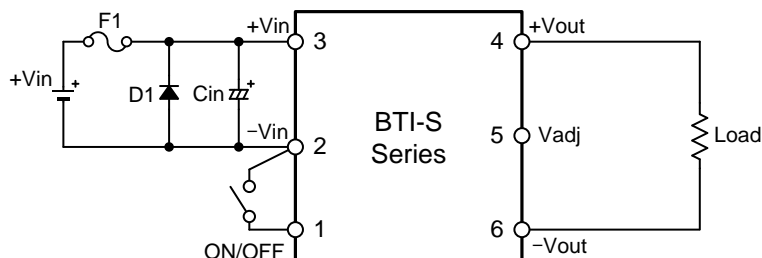 F1
+Vin
3
4
+Vout
+Vin
+
D1
Cin
+
BTI-S
Series
5
Vadj
Load
−Vin
2
1
ON/OFF
6
−Vout